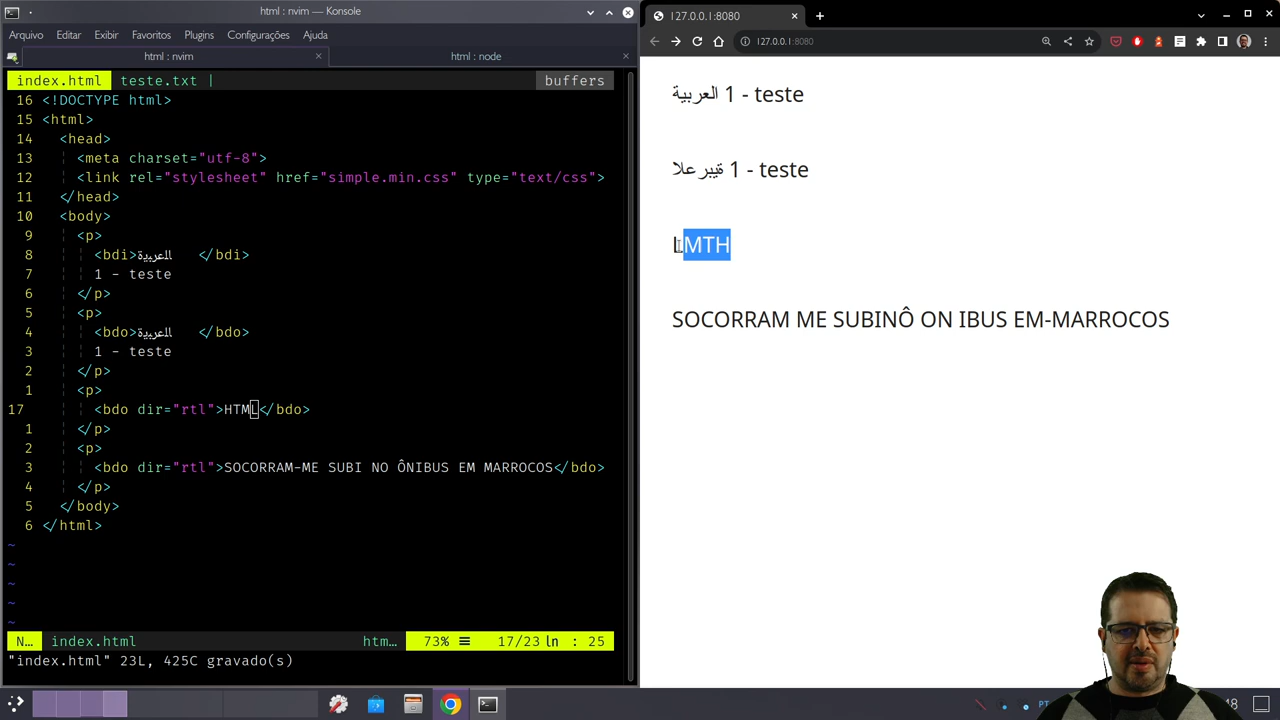 html : nvim — Konsole
Arquivo Editar Exibir Favoritos Plugins Configurações Ajuda
html : nvim
html : node
index.html teste.txt | buffers
16 <!DOCTYPE html>
15 <html>
14 <head>
13 <meta charset="utf-8">
12 <link rel="stylesheet" href="simple.min.css" type="text/css">
11 </head>
10 <body>
9 <p>
8 <bdi>العربية </bdi>
7 1 - teste
6 </p>
5 <p>
4 <bdo>العربية </bdo>
3 1 - teste
2 </p>
1 <p>
17 <bdo dir="rtl">HTML</bdo>
1 </p>
2 <p>
3 <bdo dir="rtl">SOCORRAM-ME SUBI NO ÔNIBUS EM MARROCOS</bdo>
4 </p>
5 </body>
6 </html>
~
~
~
~
~
N… index.html htm… 73% ☰ 17/23 ln : 25
"index.html" 23L, 425C gravado(s)
127.0.0.1:8080
127.0.0.1:8080
العربية 1 - teste
ةيبرعلا 1 - teste
LMTH
SOCORRAM ME SUBINÔ ON IBUS EM-MARROCOS